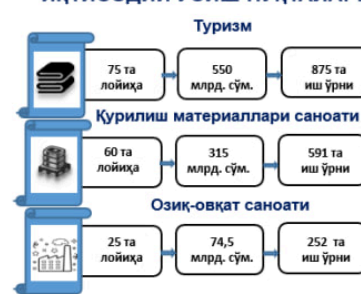 Туризм
75 та
лойиҳа
550
млрд. сўм.
875 та
иш ўрни
Қурилиш материаллари саноати
60 та
лойиҳа
315
млрд. сўм.
591 та
иш ўрни
Озиқ-овқат саноати
25 та
лойиҳа
74,5
млрд. сўм.
252 та
иш ўрни